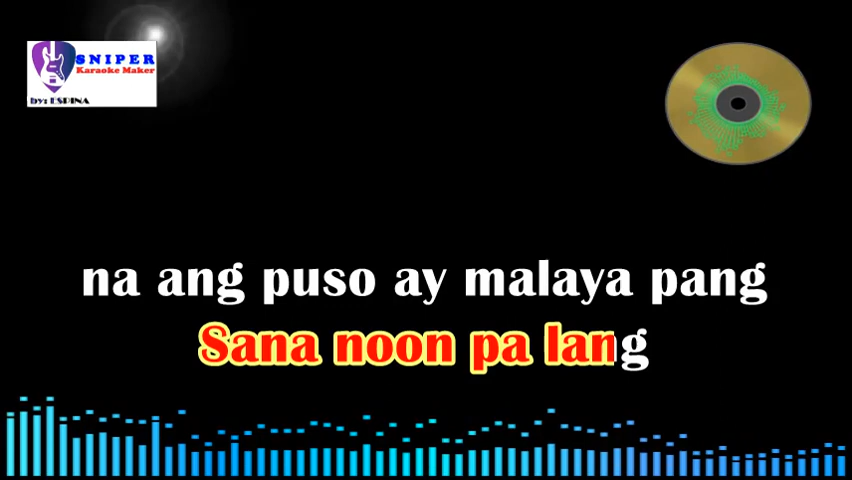 SNIPER
Karaoke Maker
by: ESPINA
na ang puso ay malaya pang
Sana noon pa lang